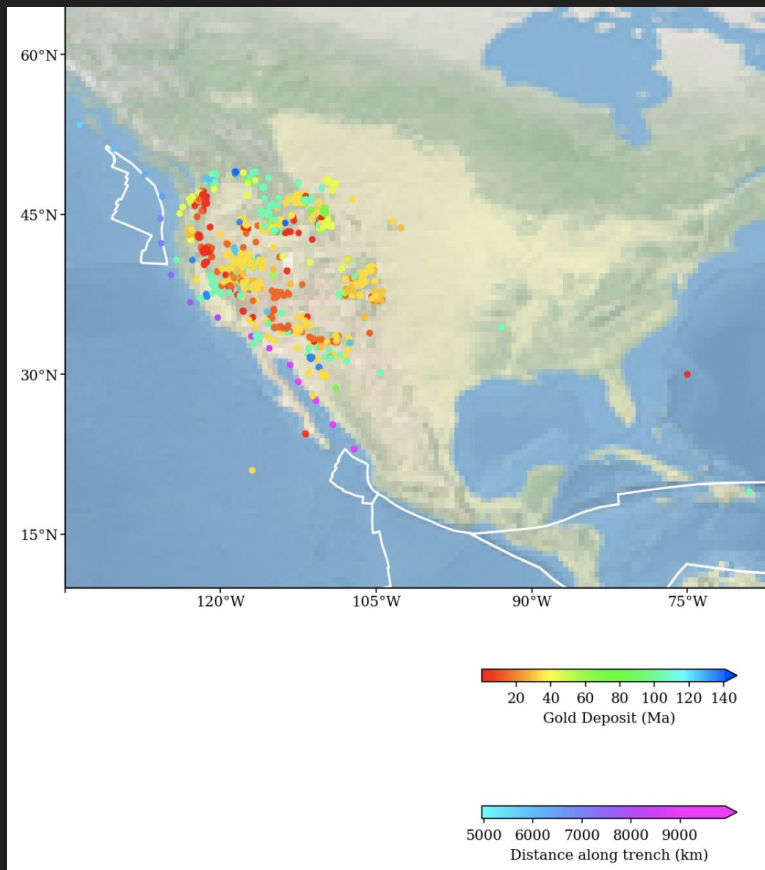 60°N
45°N
30°N
15°N
120°W 105°W 90°W 75°W
20 40 60 80 100 120 140
Gold Deposit (Ma)
5000 6000 7000 8000 9000
Distance along trench (km)